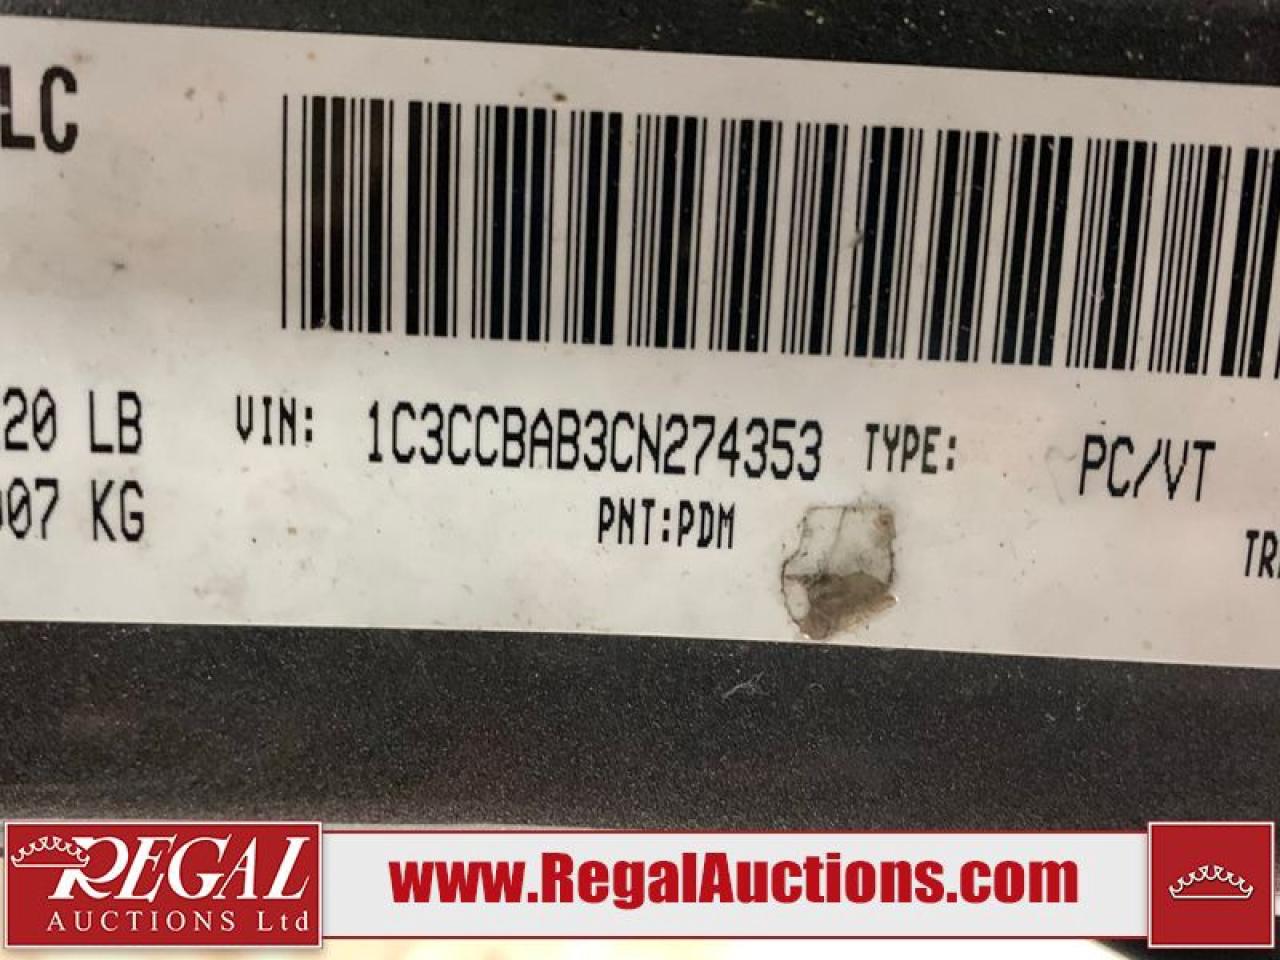 LC
20 LB VIN: 1C3CCBAB3CN274353 TYPE: PC/VT
07 KG PNT:PDM
REGAL
AUCTIONS Ltd
www.RegalAuctions.com